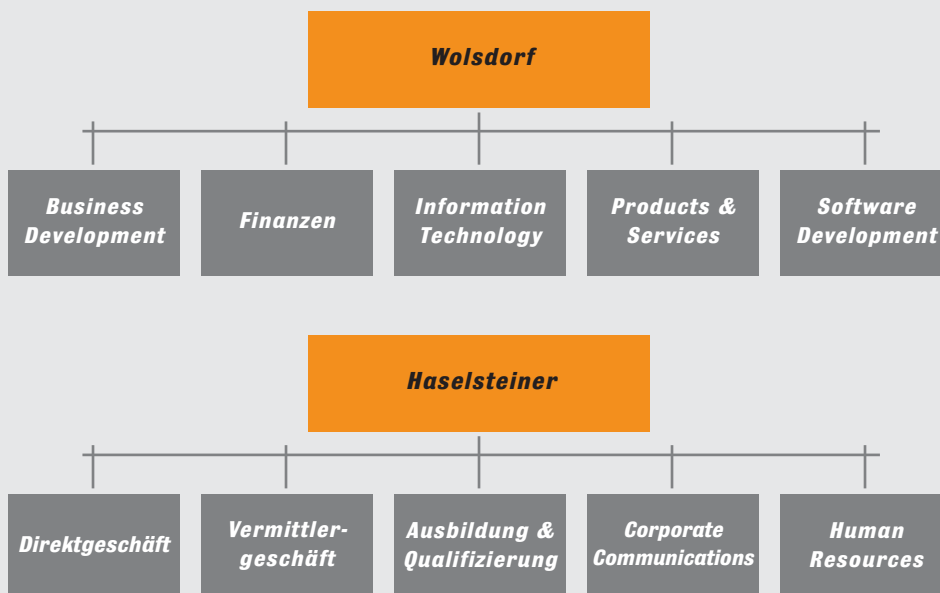 Wolsdorf
Business
Development
Finanzen
Information
Technology
Products &
Services
Software
Development
Haselsteiner
Direktgeschäft
Vermittler-
geschäft
Ausbildung &
Qualifizierung
Corporate
Communications
Human
Resources